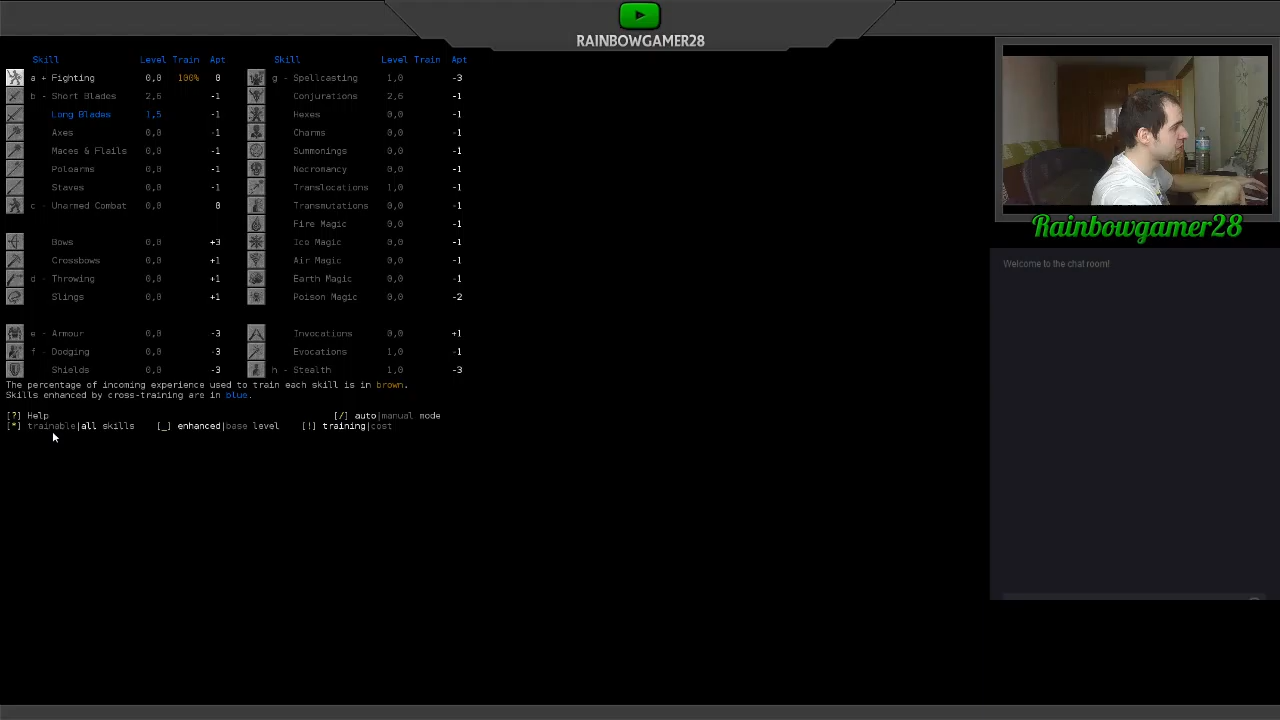 RAINBOWGAMER28
Skill Level Train Apt Skill Level Train Apt
a + Fighting 0,0 100% 0 g - Spellcasting 1,0 -3
b - Short Blades 2,6 -1 Conjurations 2,6 -1
Long Blades 1,5 -1 Hexes 0,0 -1
Axes 0,0 -1 Charms 0,0 -1
Maces & Flails 0,0 -1 Summonings 0,0 -1
Polearms 0,0 -1 Necromancy 0,0 -1
Staves 0,0 -1 Translocations 1,0 -1
c - Unarmed Combat 0,0 0 Transmutations 0,0 -1
Fire Magic 0,0 -1
Bows 0,0 +3 Ice Magic 0,0 -1
Crossbows 0,0 +1 Air Magic 0,0 -1
d - Throwing 0,0 +1 Earth Magic 0,0 -1
Slings 0,0 +1 Poison Magic 0,0 -2
e - Armour 0,0 -3 Invocations 0,0 +1
f - Dodging 0,0 -3 Evocations 1,0 -1
Shields 0,0 -3 h - Stealth 1,0 -3
The percentage of incoming experience used to train each skill is in brown.
Skills enhanced by cross-training are in blue.
[?] Help [/] auto|manual mode
[*] trainable|all skills [_] enhanced|base level [!] training|cost
Rainbowgamer28
Welcome to the chat room!